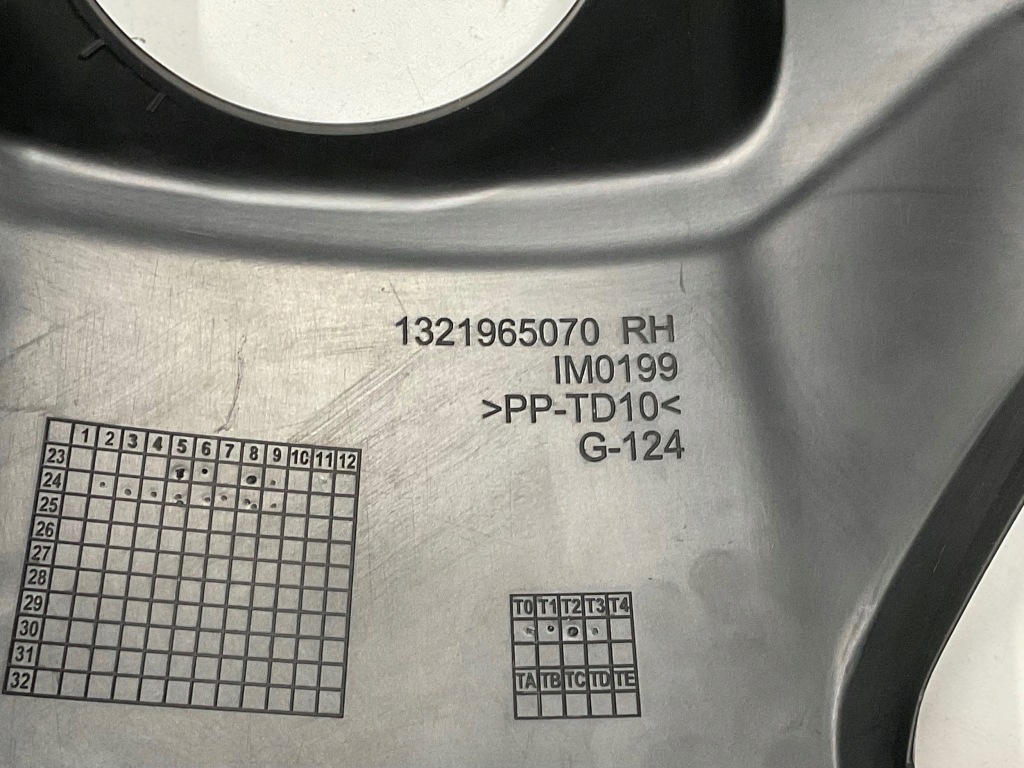 1321965070 RH
IM0199
>PP-TD10<
G-124
1 2 3 4 5 6 7 8 9 10 11 12
23
24
25
26
27
28
29
30
31
32
T0 T1 T2 T3 T4
TA TB TC TD TE